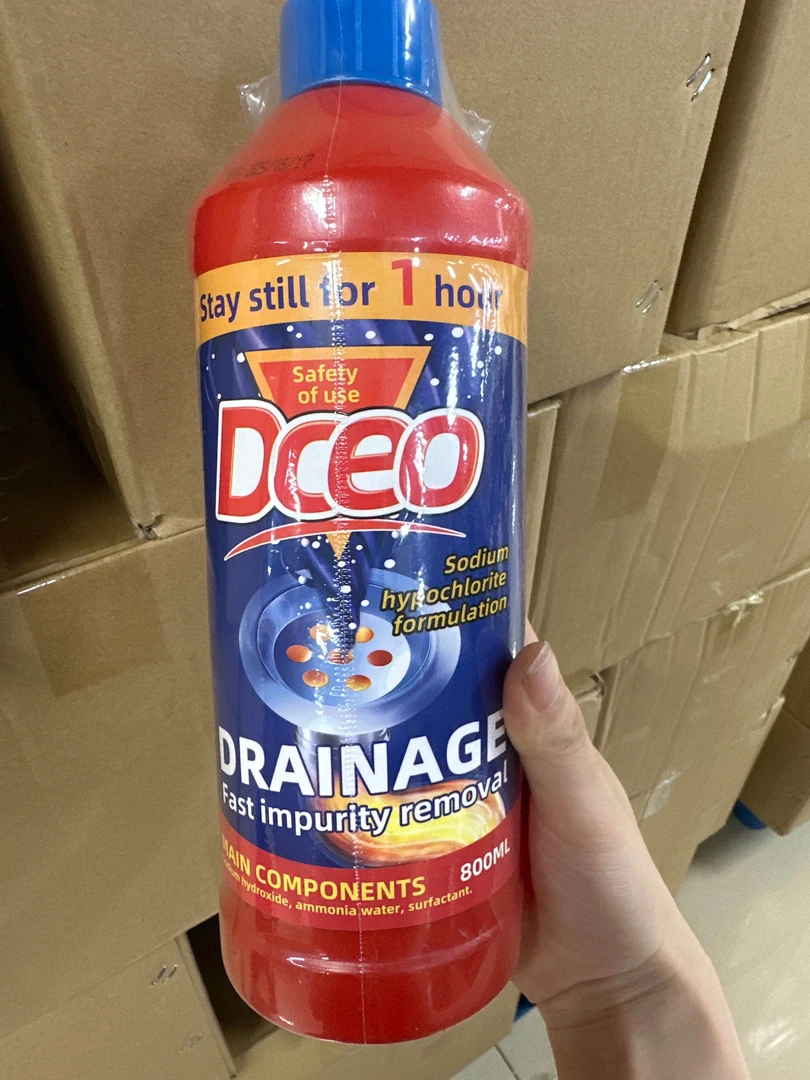 Stay still for 1 hour
Safety
of use
Dceo
Sodium
hypochlorite
formulation
DRAINAGE
Fast impurity removal
MAIN COMPONENTS
800ML
hydroxide, ammonia water, surfactant.